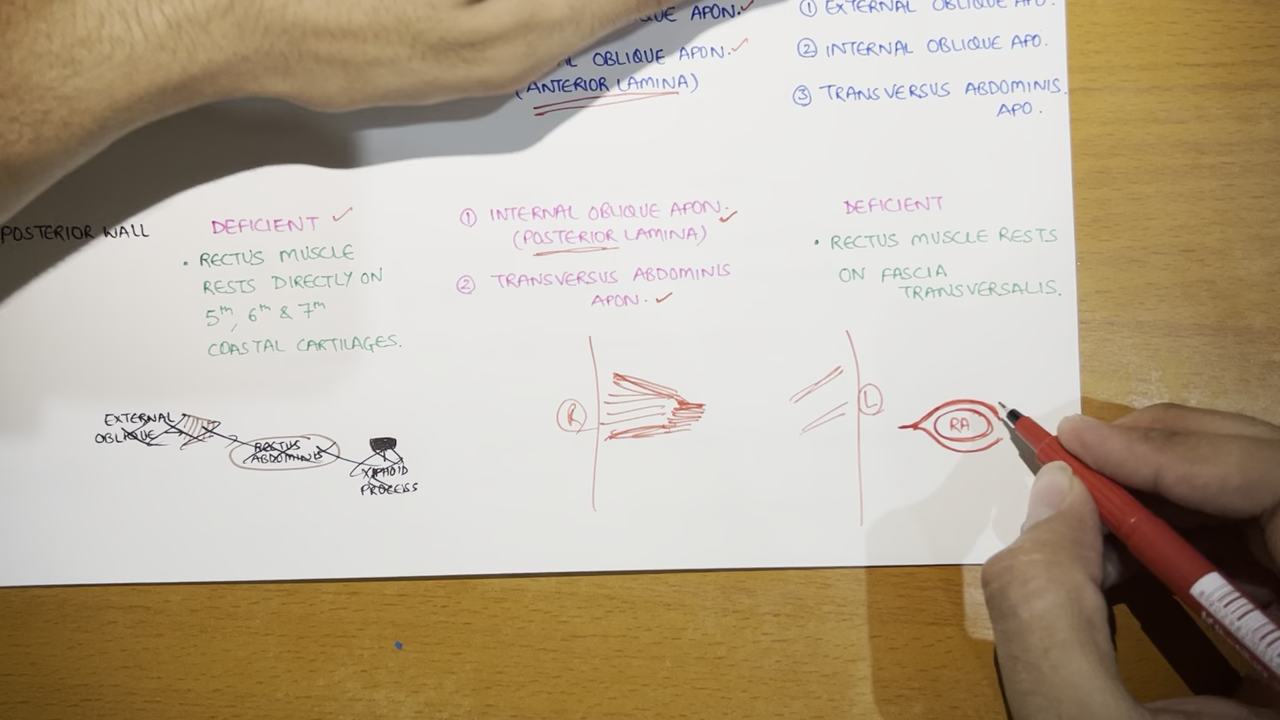 QUE APON.
① EXTERNAL OBLIQUE APO.
AL OBLIQUE APON.
(ANTERIOR LAMINA)
② INTERNAL OBLIQUE APO.
③ TRANSVERSUS ABDOMINIS
APO.
POSTERIOR WALL
DEFICIENT
• RECTUS MUSCLE
RESTS DIRECTLY ON
5th, 6th & 7th
COASTAL CARTILAGES.
① INTERNAL OBLIQUE APON.
(POSTERIOR LAMINA)
② TRANSVERSUS ABDOMINIS
APON.
DEFICIENT
• RECTUS MUSCLE RESTS
ON FASCIA
TRANSVERSALIS.
EXTERNAL
OBLIQUE
RECTUS
ABDOMINIS
XIPHOID
PROCESS
R
L
RA